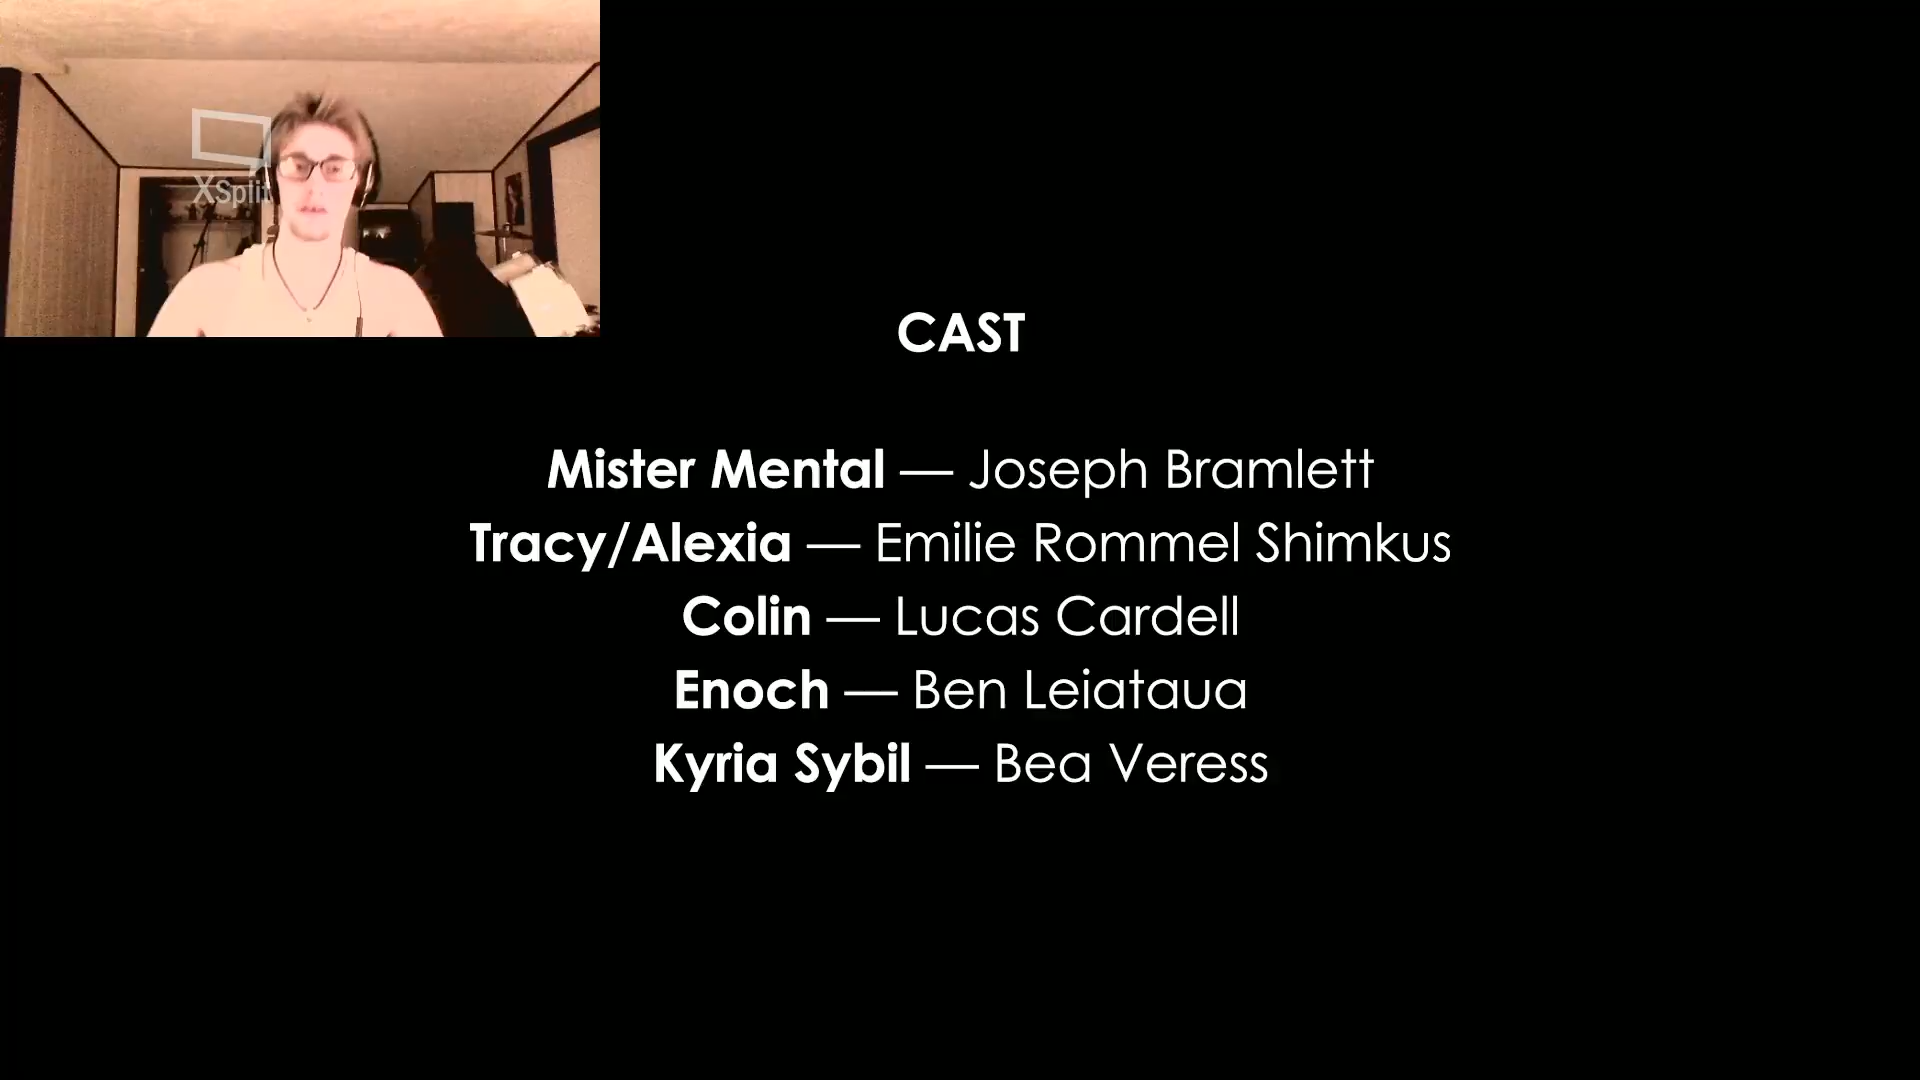 XSplit
CAST
Mister Mental — Joseph Bramlett
Tracy/Alexia — Emilie Rommel Shimkus
Colin — Lucas Cardell
Enoch — Ben Leiataua
Kyria Sybil — Bea Veress